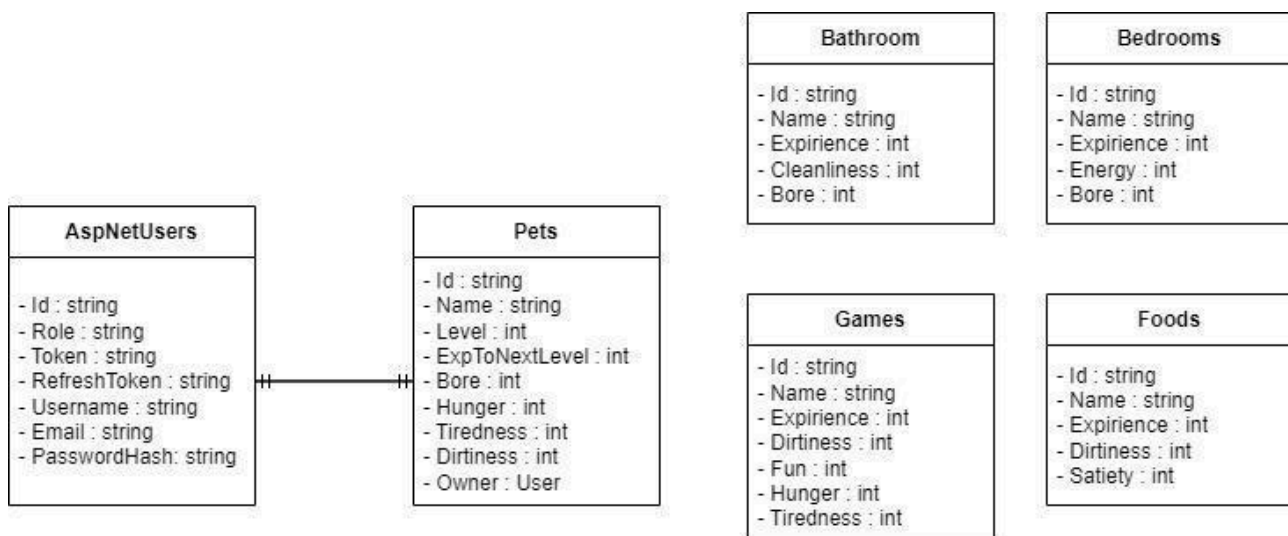 AspNetUsers
- Id : string
- Role : string
- Token : string
- RefreshToken : string
- Username : string
- Email : string
- PasswordHash: string
Pets
- Id : string
- Name : string
- Level : int
- ExpToNextLevel : int
- Bore : int
- Hunger : int
- Tiredness : int
- Dirtiness : int
- Owner : User
Bathroom
- Id : string
- Name : string
- Expirience : int
- Cleanliness : int
- Bore : int
Bedrooms
- Id : string
- Name : string
- Expirience : int
- Energy : int
- Bore : int
Games
- Id : string
- Name : string
- Expirience : int
- Dirtiness : int
- Fun : int
- Hunger : int
- Tiredness : int
Foods
- Id : string
- Name : string
- Expirience : int
- Dirtiness : int
- Satiety : int